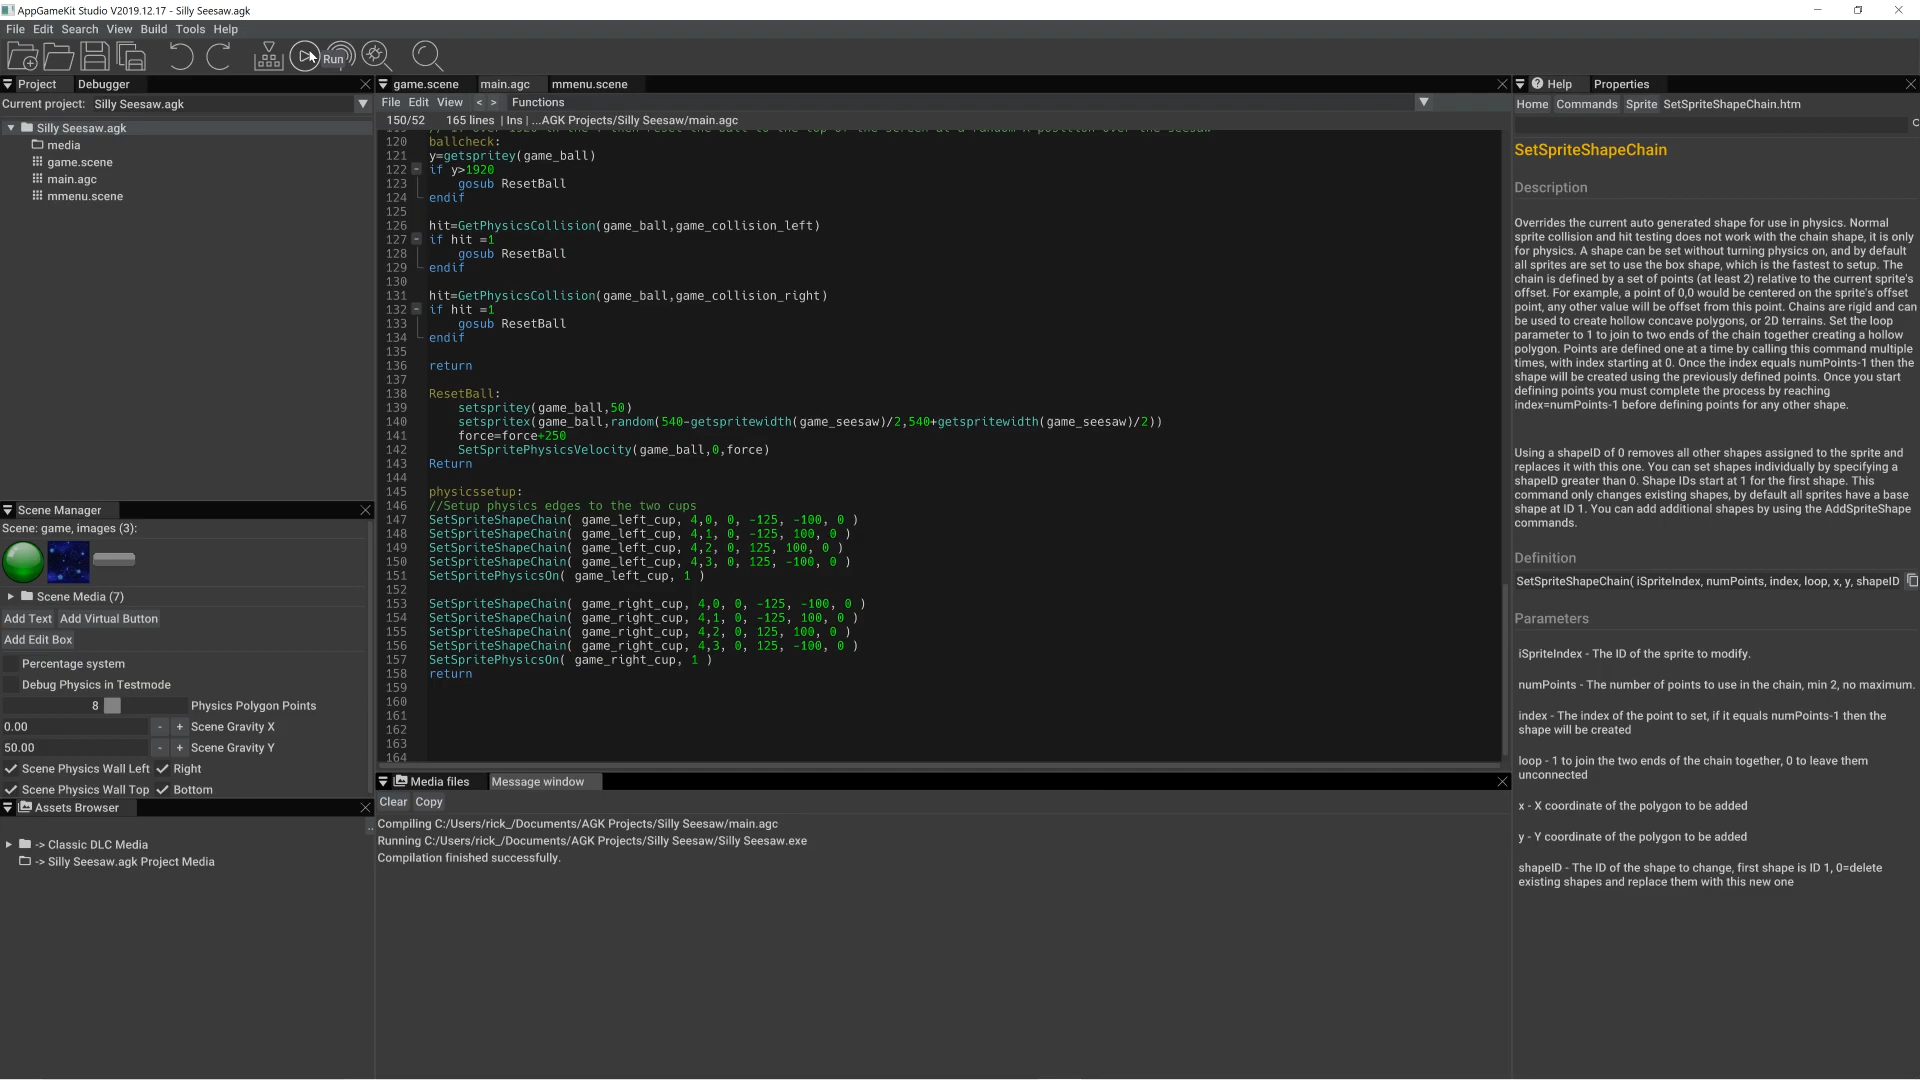 AppGameKit Studio V2019.12.17 - Silly Seesaw.agk
File Edit Search View Build Tools Help
Run
Project Debugger
Current project: Silly Seesaw.agk
Silly Seesaw.agk
media
game.scene
main.agc
mmenu.scene
Scene Manager
Scene: game, images (3):
Scene Media (7)
Add Text Add Virtual Button
Add Edit Box
Percentage system
Debug Physics in Testmode
8 Physics Polygon Points
0.00 - + Scene Gravity X
50.00 - + Scene Gravity Y
Scene Physics Wall Left Right
Scene Physics Wall Top Bottom
Assets Browser
..
-> Classic DLC Media
-> Silly Seesaw.agk Project Media
game.scene main.agc mmenu.scene
File Edit View < > Functions
150/52 165 lines | Ins | ...AGK Projects/Silly Seesaw/main.agc
120 ballcheck:
121 y=getspritey(game_ball)
122 if y>1920
123 gosub ResetBall
124 endif
125
126 hit=GetPhysicsCollision(game_ball,game_collision_left)
127 if hit =1
128 gosub ResetBall
129 endif
130
131 hit=GetPhysicsCollision(game_ball,game_collision_right)
132 if hit =1
133 gosub ResetBall
134 endif
135
136 return
137
138 ResetBall:
139 setspritey(game_ball,50)
140 setspritex(game_ball,random(540-getspritewidth(game_seesaw)/2,540+getspritewidth(game_seesaw)/2))
141 force=force+250
142 SetSpritePhysicsVelocity(game_ball,0,force)
143 Return
144
145 physicssetup:
146 //Setup physics edges to the two cups
147 SetSpriteShapeChain( game_left_cup, 4,0, 0, -125, -100, 0 )
148 SetSpriteShapeChain( game_left_cup, 4,1, 0, -125, 100, 0 )
149 SetSpriteShapeChain( game_left_cup, 4,2, 0, 125, 100, 0 )
150 SetSpriteShapeChain( game_left_cup, 4,3, 0, 125, -100, 0 )
151 SetSpritePhysicsOn( game_left_cup, 1 )
152
153 SetSpriteShapeChain( game_right_cup, 4,0, 0, -125, -100, 0 )
154 SetSpriteShapeChain( game_right_cup, 4,1, 0, -125, 100, 0 )
155 SetSpriteShapeChain( game_right_cup, 4,2, 0, 125, 100, 0 )
156 SetSpriteShapeChain( game_right_cup, 4,3, 0, 125, -100, 0 )
157 SetSpritePhysicsOn( game_right_cup, 1 )
158 return
159
160
161
162
163
164
Media files Message window
Clear Copy
Compiling C:/Users/rick_/Documents/AGK Projects/Silly Seesaw/main.agc
Running C:/Users/rick_/Documents/AGK Projects/Silly Seesaw/Silly Seesaw.exe
Compilation finished successfully.
Help Properties
Home Commands Sprite SetSpriteShapeChain.htm
SetSpriteShapeChain
Description
Overrides the current auto generated shape for use in physics. Normal
sprite collision and hit testing does not work with the chain shape, it is only
for physics. A shape can be set without turning physics on, and by default
all sprites are set to use the box shape, which is the fastest to setup. The
chain is defined by a set of points (at least 2) relative to the current sprite's
offset. For example, a point of 0,0 would be centered on the sprite's offset
point, any other value will be offset from this point. Chains are rigid and can
be used to create hollow concave polygons, or 2D terrains. Set the loop
parameter to 1 to join to two ends of the chain together creating a hollow
polygon. Points are defined one at a time by calling this command multiple
times, with index starting at 0. Once the index equals numPoints-1 then the
shape will be created using the previously defined points. Once you start
defining points you must complete the process by reaching
index=numPoints-1 before defining points for any other shape.
Using a shapeID of 0 removes all other shapes assigned to the sprite and
replaces it with this one. You can set shapes individually by specifying a
shapeID greater than 0. Shape IDs start at 1 for the first shape. This
command only changes existing shapes, by default all sprites have a base
shape at ID 1. You can add additional shapes by using the AddSpriteShape
commands.
Definition
SetSpriteShapeChain( iSpriteIndex, numPoints, index, loop, x, y, shapeID
Parameters
iSpriteIndex - The ID of the sprite to modify.
numPoints - The number of points to use in the chain, min 2, no maximum.
index - The index of the point to set, if it equals numPoints-1 then the
shape will be created
loop - 1 to join the two ends of the chain together, 0 to leave them
unconnected
x - X coordinate of the polygon to be added
y - Y coordinate of the polygon to be added
shapeID - The ID of the shape to change, first shape is ID 1, 0=delete
existing shapes and replace them with this new one